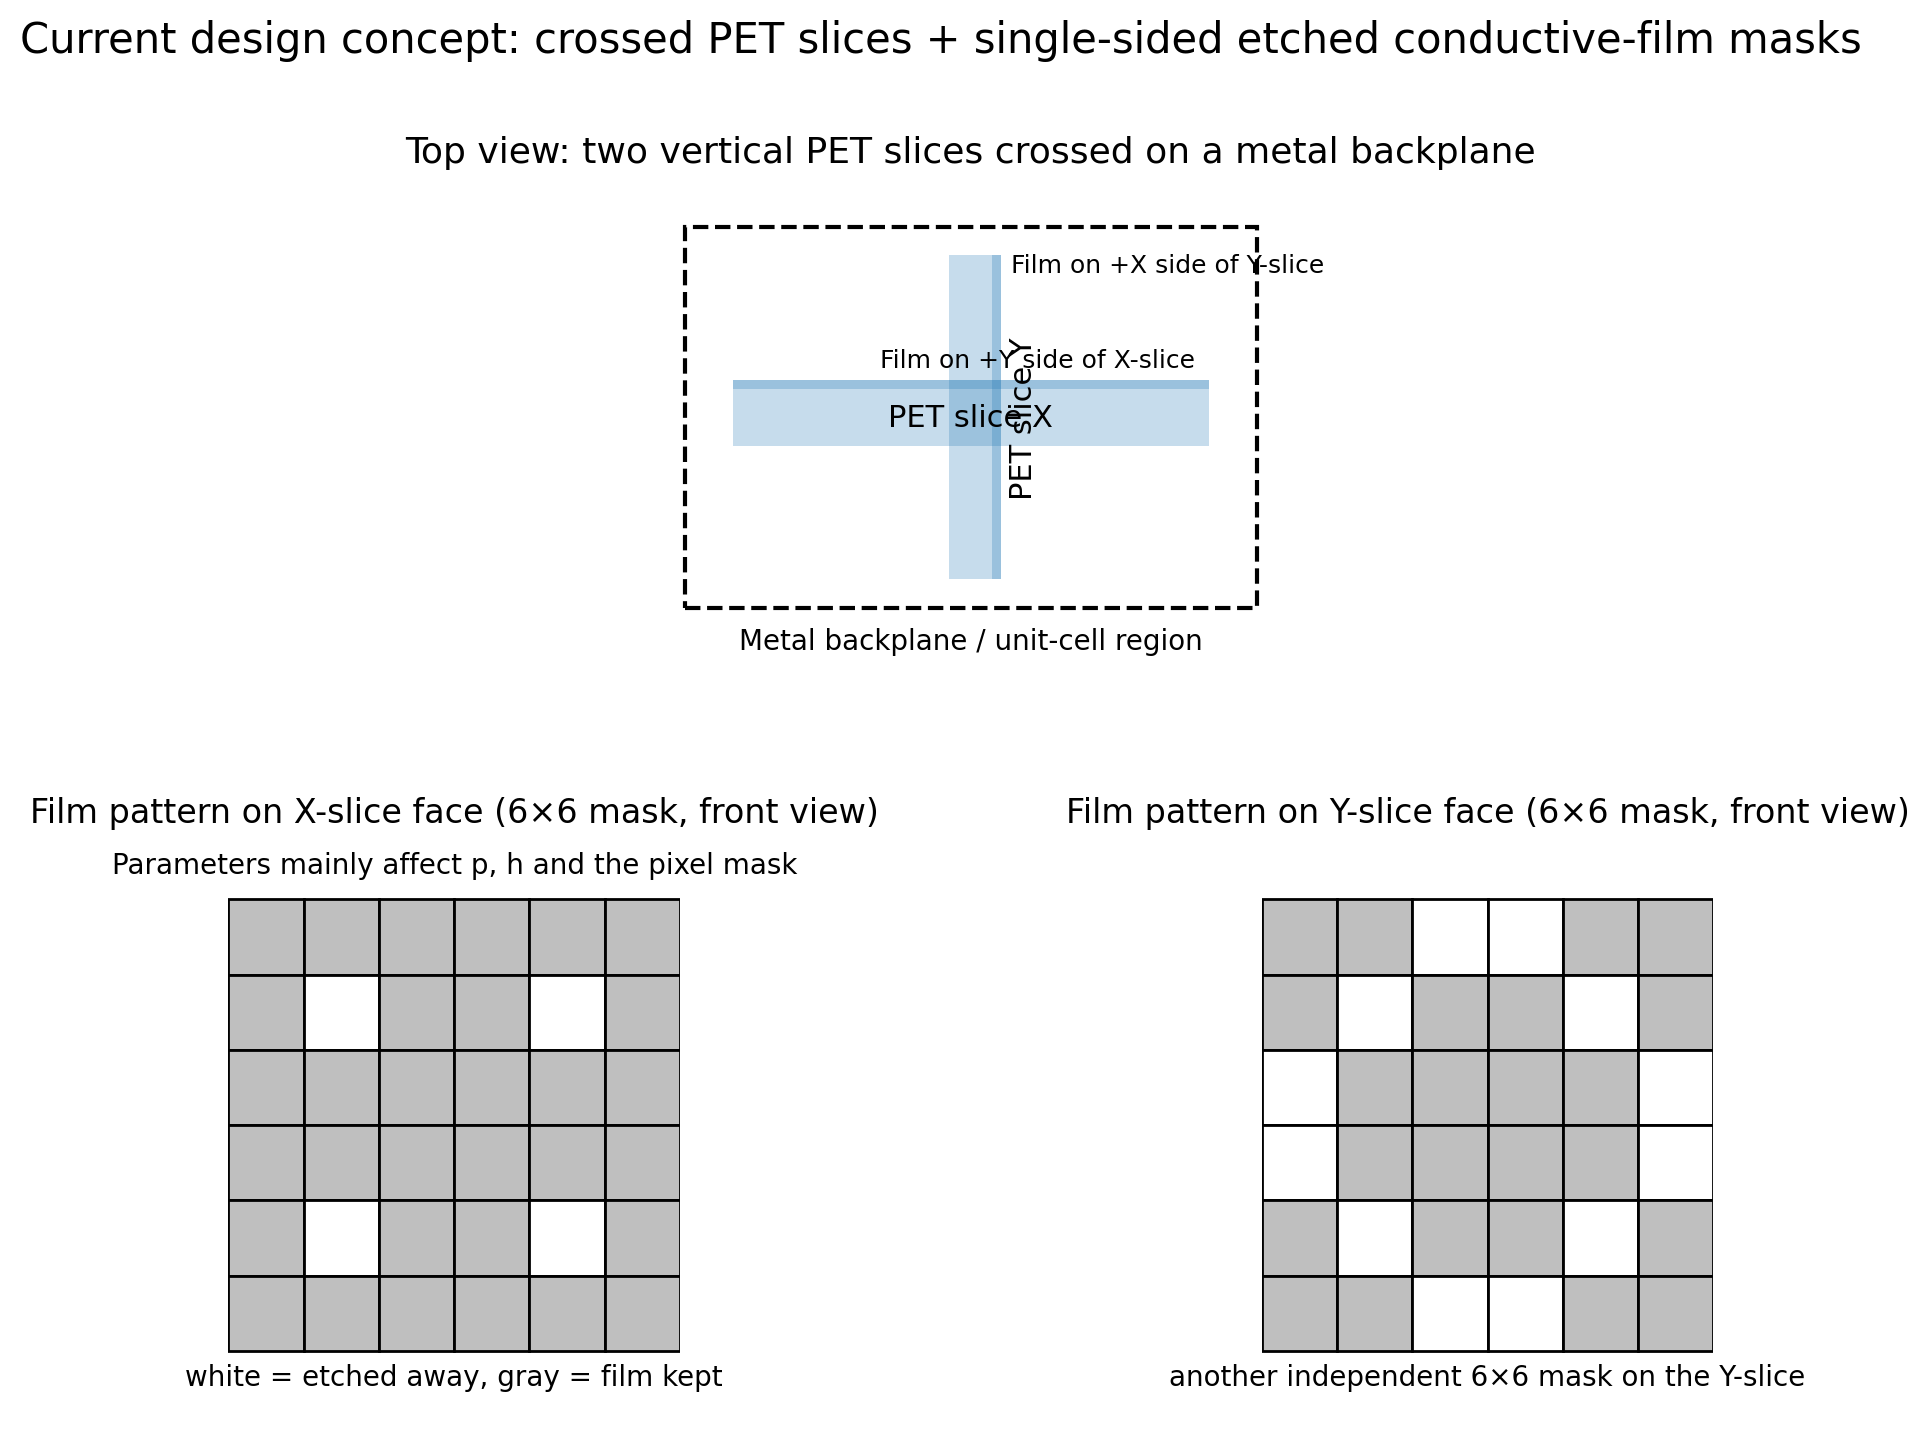 Current design concept: crossed PET slices + single-sided etched conductive-film masks
Top view: two vertical PET slices crossed on a metal backplane
Film on +X side of Y-slice
Film on +Y side of X-slice
PET slice X
PET slice Y
Metal backplane / unit-cell region
Film pattern on X-slice face (6×6 mask, front view)
Parameters mainly affect p, h and the pixel mask
white = etched away, gray = film kept
Film pattern on Y-slice face (6×6 mask, front view)
another independent 6×6 mask on the Y-slice